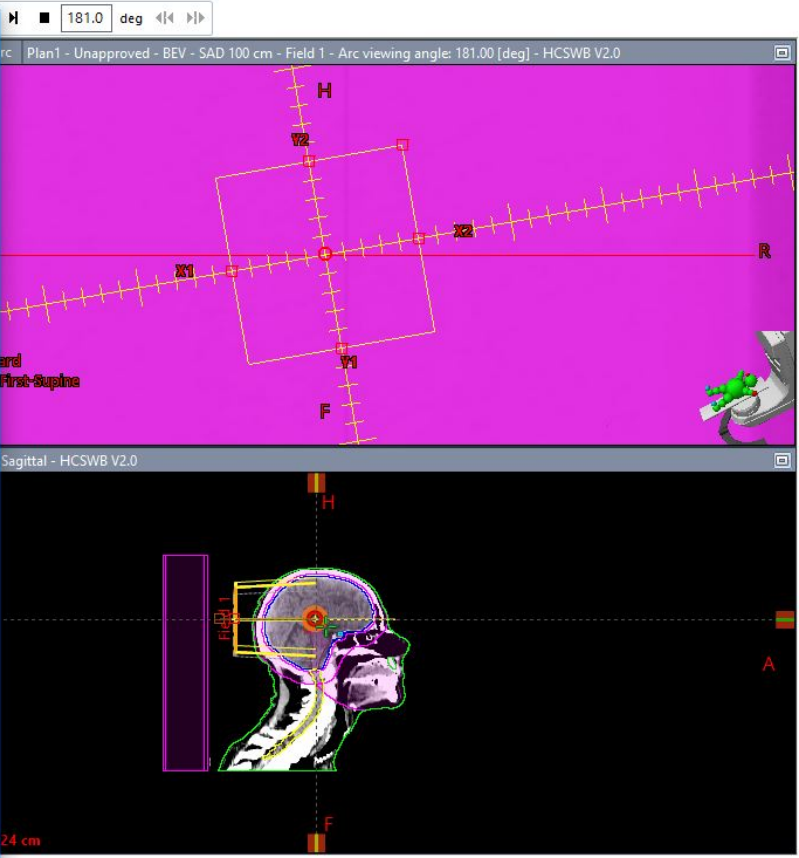 181.0 deg
rc Plan1 - Unapproved - BEV - SAD 100 cm - Field 1 - Arc viewing angle: 181.00 [deg] - HCSWB V2.0
H
Y2
X2
R
X1
ard
Y1
First-Supine
F
Sagittal - HCSWB V2.0
H
Field 1
A
F
24 cm